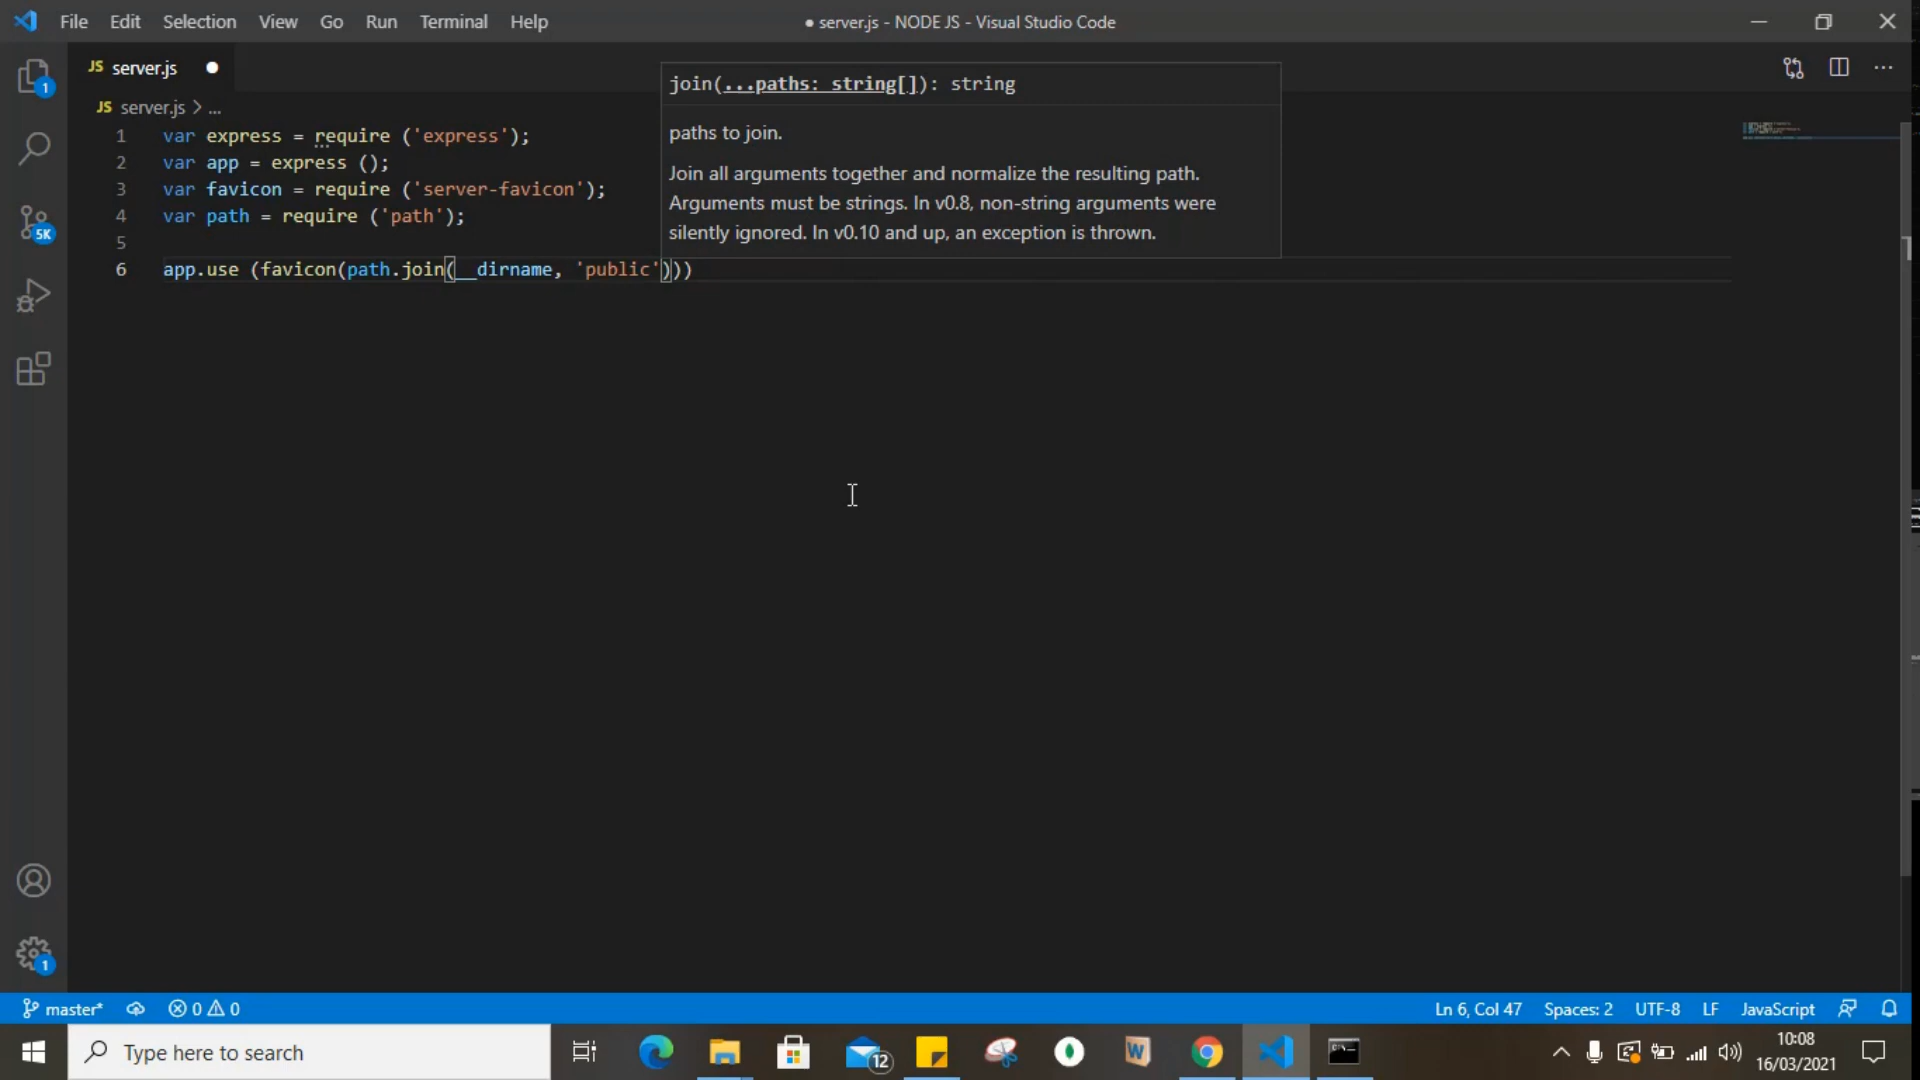 File Edit Selection View Go Run Terminal Help
● server.js - NODE JS - Visual Studio Code
JS server.js ●
JS server.js > ...
join(...paths: string[]): string
paths to join.
Join all arguments together and normalize the resulting path.
Arguments must be strings. In v0.8, non-string arguments were
silently ignored. In v0.10 and up, an exception is thrown.
1 var express = require ('express');
2 var app = express ();
3 var favicon = require ('server-favicon');
4 var path = require ('path');
5
6 app.use (favicon(path.join(__dirname, 'public')))
1
5K
1
master* 0 0
Ln 6, Col 47 Spaces: 2 UTF-8 LF JavaScript
Type here to search
12
W
10:08
16/03/2021